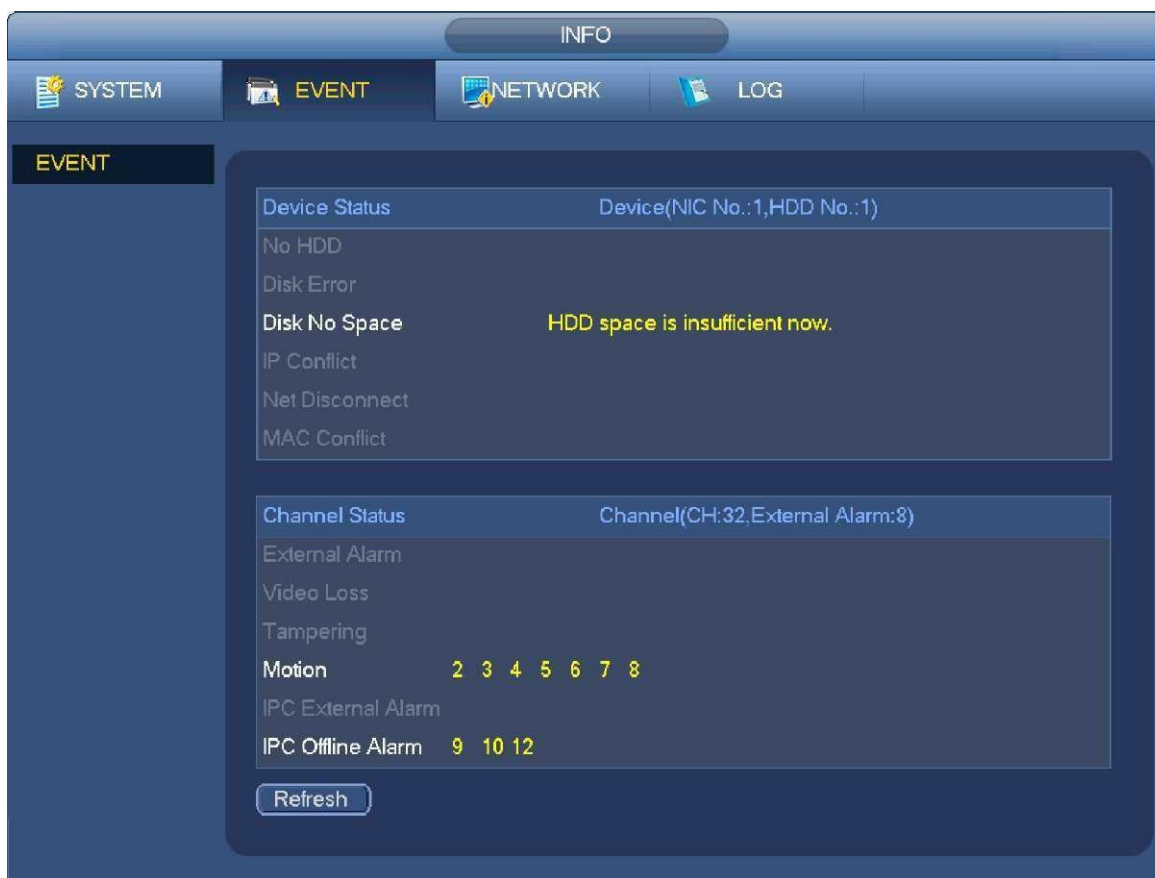 INFO
SYSTEM EVENT NETWORK LOG
EVENT
Device Status Device(NIC No.:1,HDD No.:1)
No HDD
Disk Error
Disk No Space HDD space is insufficient now.
IP Conflict
Net Disconnect
MAC Conflict
Channel Status Channel(CH:32,External Alarm:8)
External Alarm
Video Loss
Tampering
Motion 2 3 4 5 6 7 8
IPC External Alarm
IPC Offline Alarm 9 10 12
Refresh